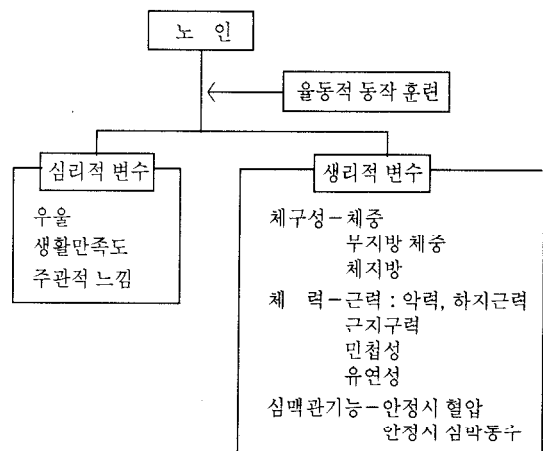 노 인
율동적 동작 훈련
심리적 변수
우울
생활만족도
주관적 느낌
생리적 변수
체구성-체중
무지방 체중
체지방
체 력-근력 : 악력, 하지근력
근지구력
민첩성
유연성
심맥관기능-안정시 혈압
안정시 심박동수